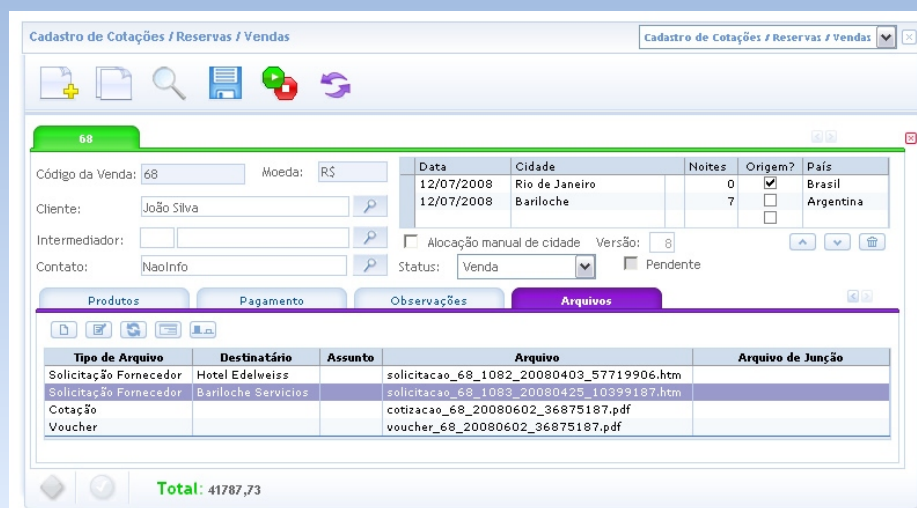 Cadastro de Cotações / Reservas / Vendas Cadastro de Cotações / Reservas / Vendas
68
Código da Venda: 68 Moeda: R$
Cliente: João Silva
Intermediador:
Contato: NaoInfo
Data Cidade Noites Origem? País
12/07/2008 Rio de Janeiro 0 Brasil
12/07/2008 Bariloche 7 Argentina
Alocação manual de cidade Versão: 8
Status: Venda Pendente
Produtos Pagamento Observações Arquivos
Tipo de Arquivo Destinatário Assunto Arquivo Arquivo de Junção
Solicitação Fornecedor Hotel Edelweiss solicitacao_68_1082_20080403_57719906.htm
Solicitação Fornecedor Bariloche Servicios solicitacao_68_1083_20080425_10399187.htm
Cotação cotizacao_68_20080602_36875187.pdf
Voucher voucher_68_20080602_36875187.pdf
Total: 41787,73